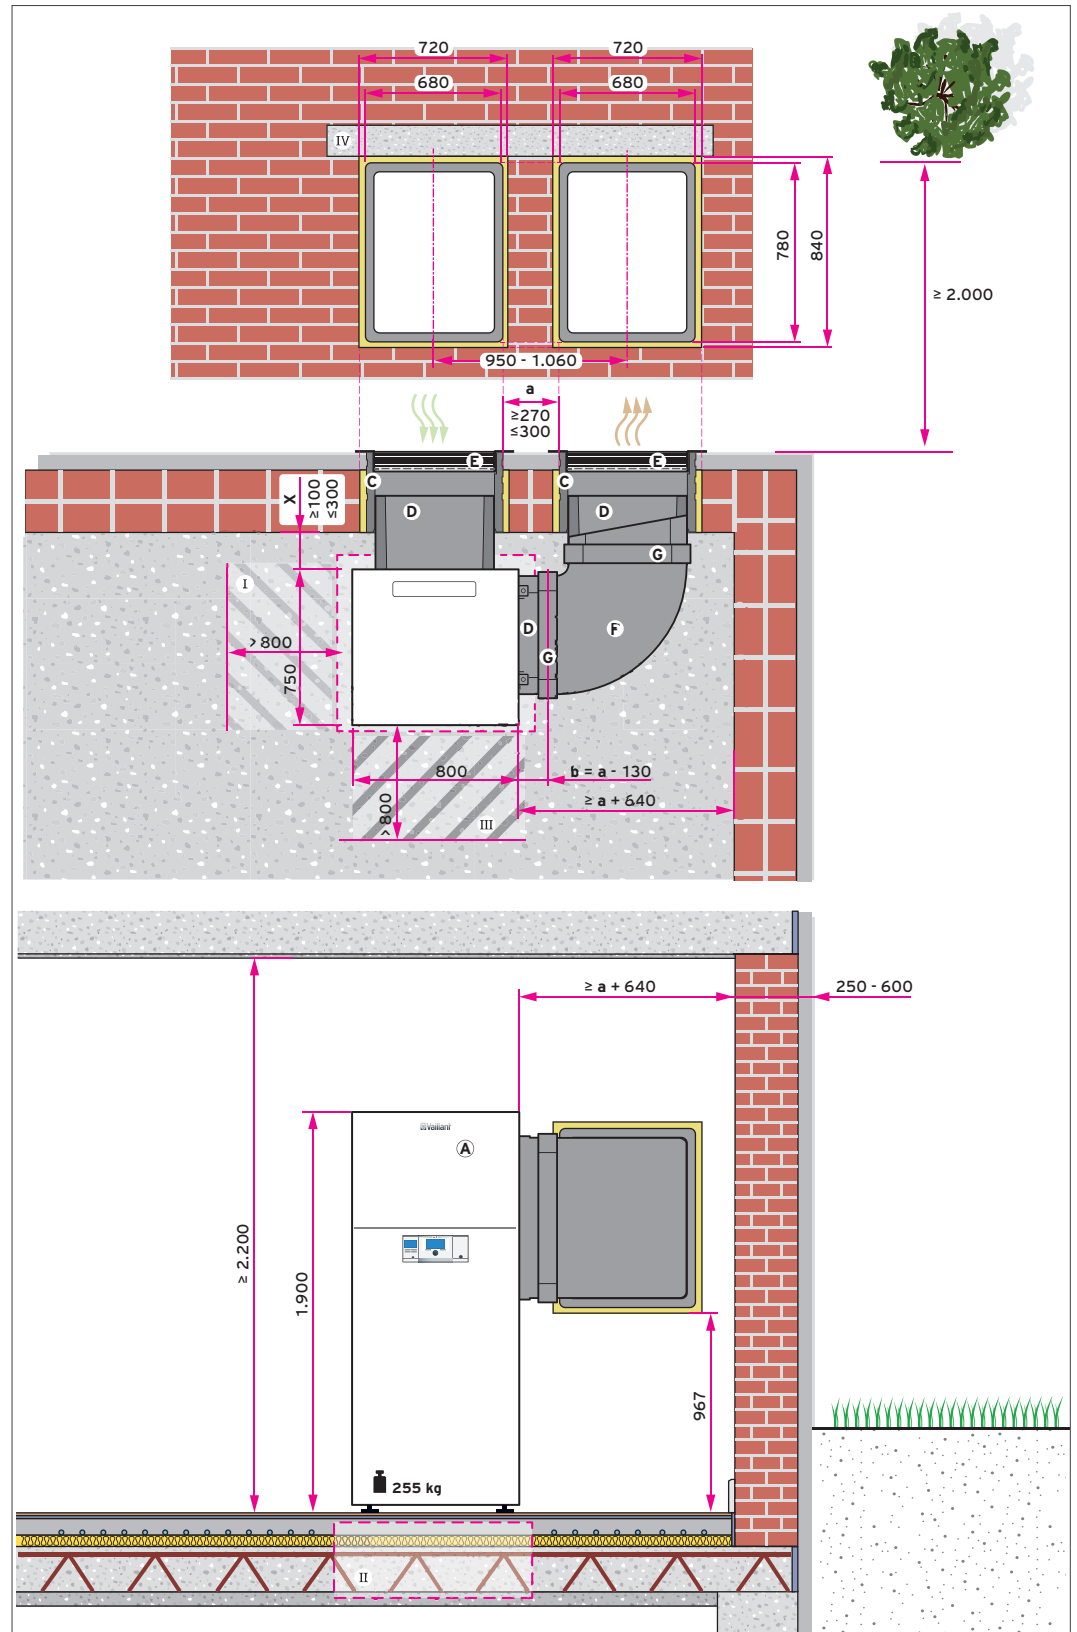 720
720
680
680
IV
780
840
≥ 2.000
950 - 1.060
a
≥270
≤300
E
E
C
C
X
≥100
≤300
D
D
G
I
D
F
> 800
G
750
800
b = a - 130
> 800
≥ a + 640
III
≥ a + 640
250 - 600
Vaillant
A
≥ 2.200
1.900
967
255 kg
II